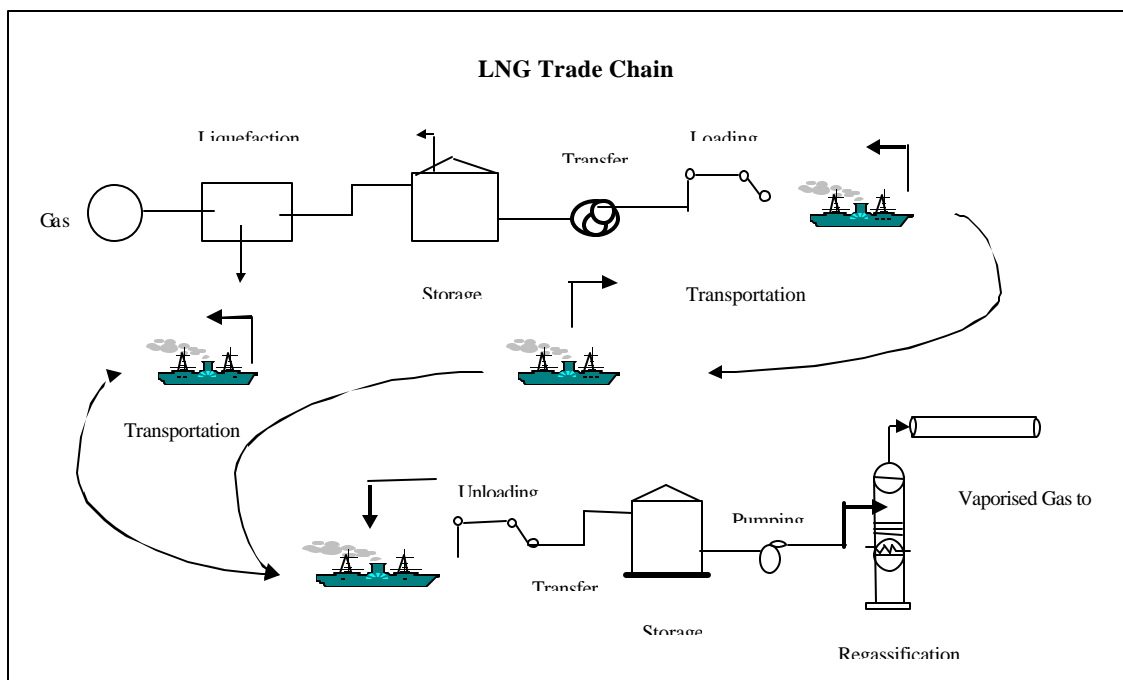 LNG Trade Chain
Liquefaction
Loading
Transfer
Gas
Storage
Transportation
Transportation
Unloading
Vaporised Gas to
Pumping
Transfer
Storage
Regassification